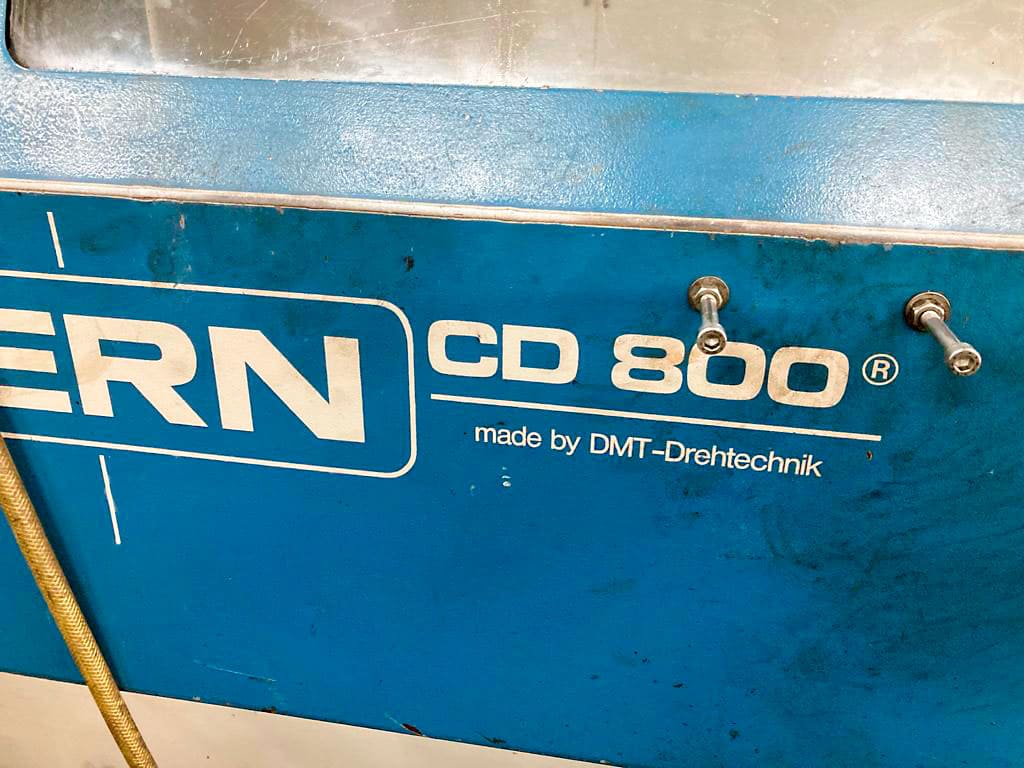 ERN
CD 800®
made by DMT-Drehtechnik